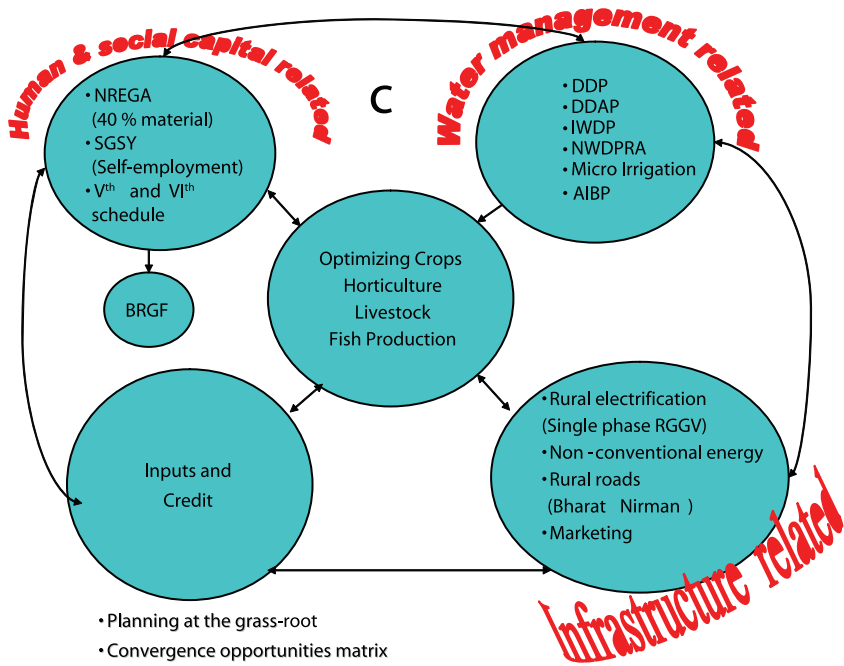 Human & social capital related
Water management related
C
• NREGA
(40 % material)
• SGSY
(Self-employment)
• Vth and VIth
schedule
• DDP
• DDAP
• IWDP
• NWDPRA
• Micro Irrigation
• AIBP
Optimizing Crops
Horticulture
Livestock
Fish Production
BRGF
Inputs and
Credit
• Rural electrification
(Single phase RGGV)
• Non-conventional energy
• Rural roads
(Bharat Nirman )
• Marketing
Infrastructure related
• Planning at the grass-root
• Convergence opportunities matrix